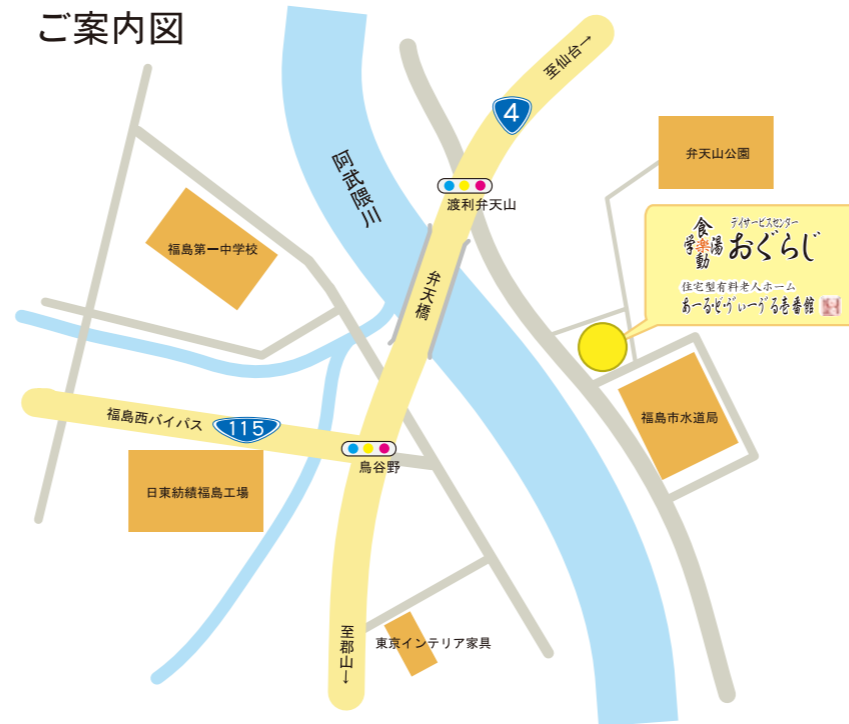 ご案内図
至仙台→
4
弁天山公園
阿武隈川
渡利弁天山
福島第一中学校
食
学楽湯
動
デイサービスセンター
おぐらじ
住宅型有料老人ホーム
あーるどヴぃーヴる壱番館
弁天橋
福島西バイパス
115
福島市水道局
鳥谷野
日東紡績福島工場
至郡山→
東京インテリア家具